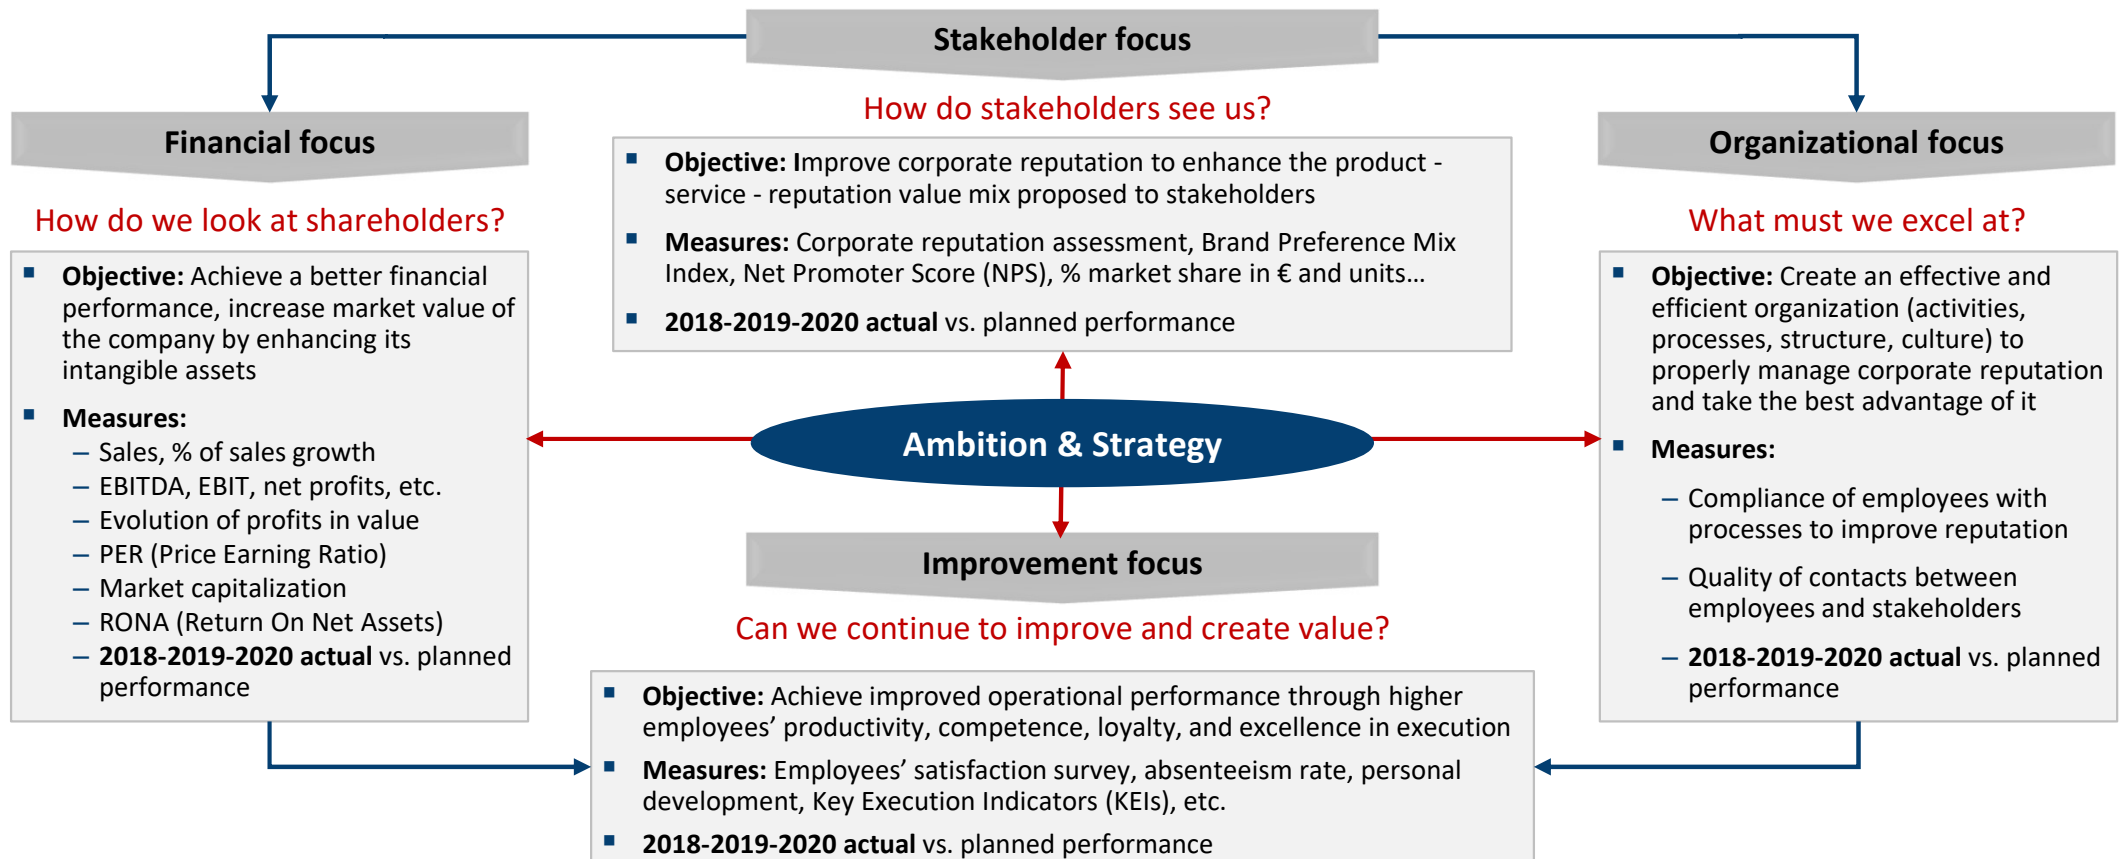 Stakeholder focus
How do stakeholders see us?
▪ Objective: Improve corporate reputation to enhance the product -
service - reputation value mix proposed to stakeholders
▪ Measures: Corporate reputation assessment, Brand Preference Mix
Index, Net Promoter Score (NPS), % market share in € and units…
▪ 2018-2019-2020 actual vs. planned performance
Financial focus
How do we look at shareholders?
▪ Objective: Achieve a better financial
performance, increase market value of
the company by enhancing its
intangible assets
▪ Measures:
– Sales, % of sales growth
– EBITDA, EBIT, net profits, etc.
– Evolution of profits in value
– PER (Price Earning Ratio)
– Market capitalization
– RONA (Return On Net Assets)
– 2018-2019-2020 actual vs. planned
performance
Ambition & Strategy
Organizational focus
What must we excel at?
▪ Objective: Create an effective and
efficient organization (activities,
processes, structure, culture) to
properly manage corporate reputation
and take the best advantage of it
▪ Measures:
– Compliance of employees with
processes to improve reputation
– Quality of contacts between
employees and stakeholders
– 2018-2019-2020 actual vs. planned
performance
Improvement focus
Can we continue to improve and create value?
▪ Objective: Achieve improved operational performance through higher
employees’ productivity, competence, loyalty, and excellence in execution
▪ Measures: Employees’ satisfaction survey, absenteeism rate, personal
development, Key Execution Indicators (KEIs), etc.
▪ 2018-2019-2020 actual vs. planned performance